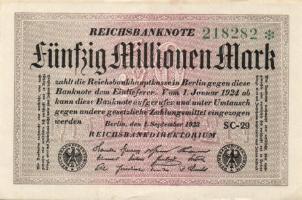 REICHSBANKNOTE 218282 *
Fünfzig Millionen Mark
zahlt die Reichsbankhauptkasse in Berlin gegen diese
Banknote dem Einlieferer. Vom 1. Januar 1924 ab
kann diese Banknote aufgerufen und unter Umtausch
gegen andere gesetzliche Zahlungsmittel eingezogen
werden SC-29
Berlin, den 1. September 1923
REICHSBANKDIREKTORIUM